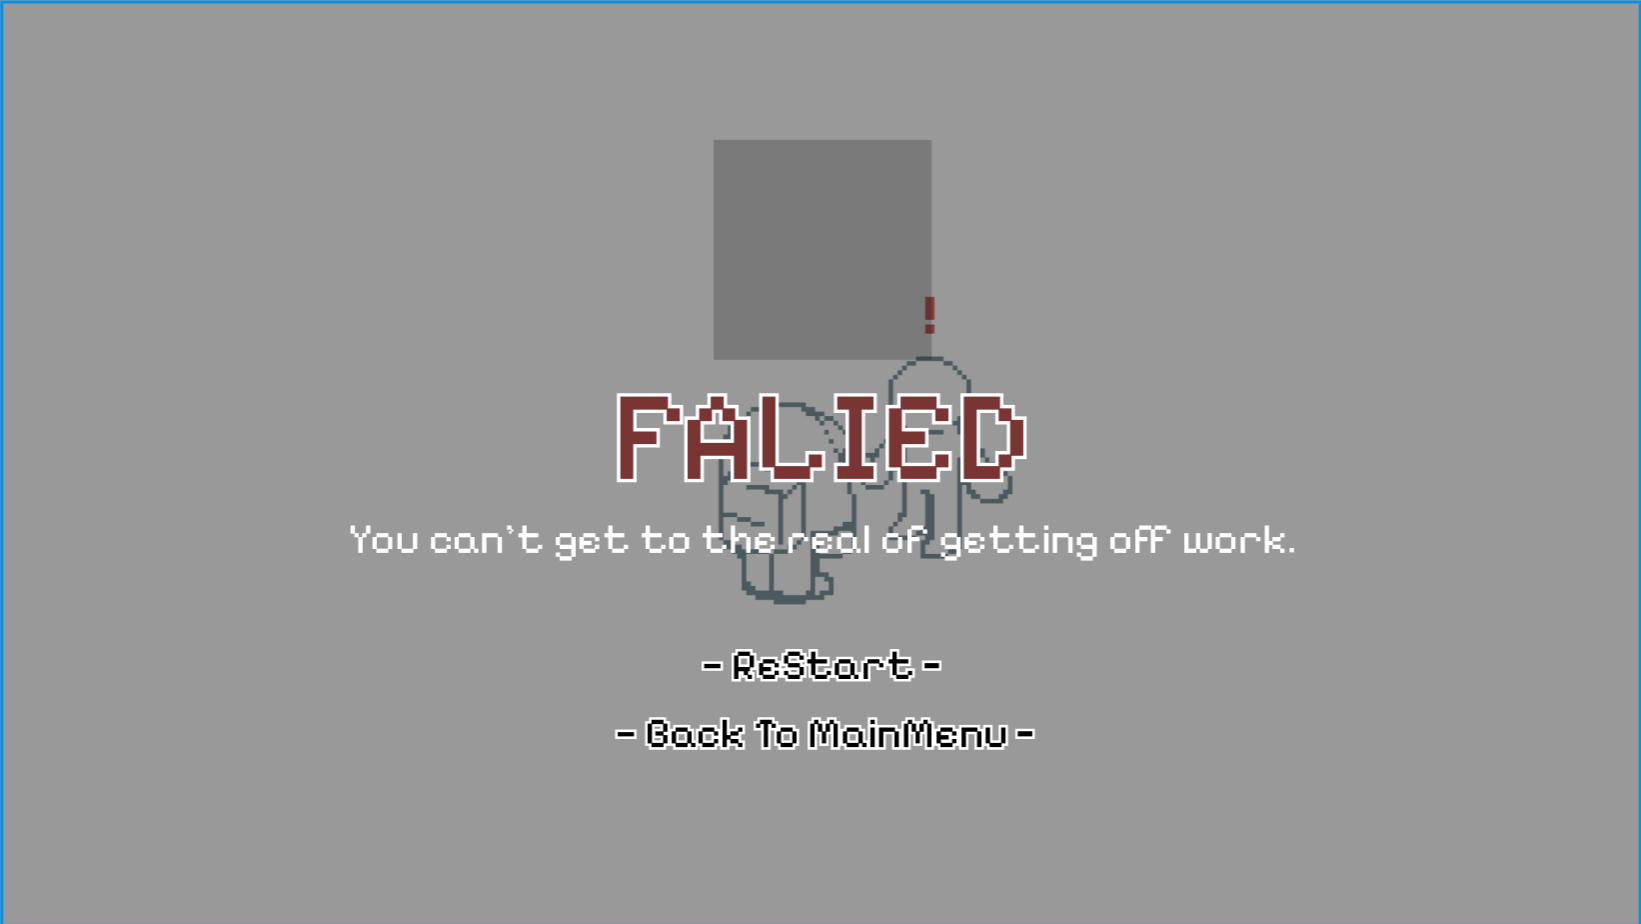 !
FALIED
You can't get to the real of getting off work.
- ReStart -
- Back To MainMenu -